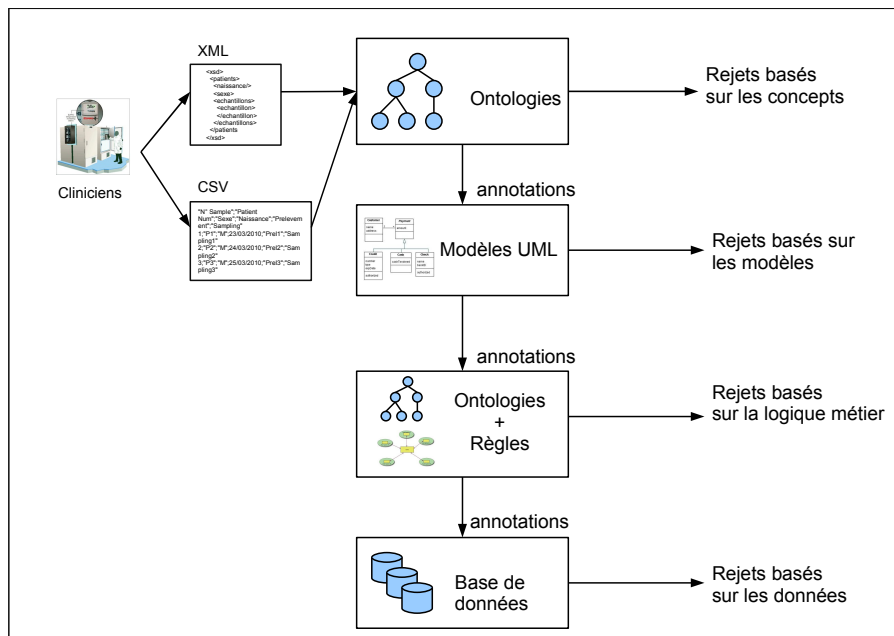 XML
<xsd>
<patients>
<naissance/>
<sexe>
<echantillons>
<echantillon>
</echantillon>
</echantillons>
</patients
</xsd>
Cliniciens
CSV
"N° Sample";"Patient
Num";"Sexe";"Naissance";"Prelevem
ent";"Sampling"
1;"P1";"M";23/03/2010;"Prel1";"Sam
pling1"
2;"P2";"M";24/03/2010;"Prel2";"Sam
pling2"
3;"P3";"M";25/03/2010;"Prel3";"Sam
pling3"
Ontologies
Rejets basés
sur les concepts
annotations
Modèles UML
Rejets basés sur
les modèles
annotations
Ontologies
+
Règles
Rejets basés
sur la logique métier
annotations
Base de
données
Rejets basés
sur les données